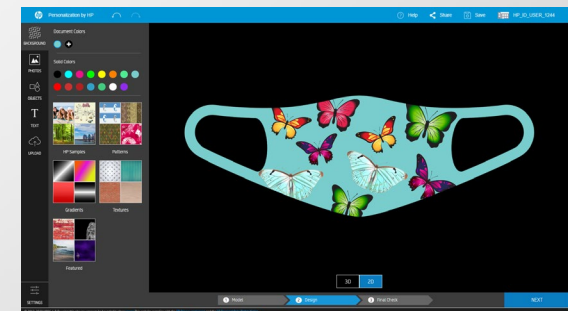 hp Personalization by HP
Help Share Save HP_ID_USER_1244
BACKGROUND
PHOTOS
OBJECTS
T
TEXT
UPLOAD
SETTINGS
Document Colors
Solid Colors
HP Samples Patterns
Gradients Textures
Featured
3D 2D
1 Model 2 Design 3 Final Check NEXT